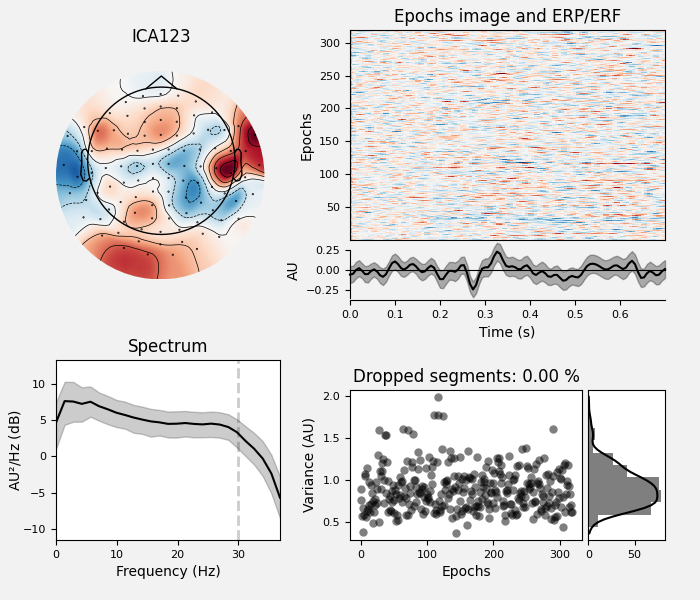 ICA123
Epochs image and ERP/ERF
Epochs
300
250
200
150
100
50
AU
0.25
0.00
−0.25
0.0 0.1 0.2 0.3 0.4 0.5 0.6
Time (s)
Spectrum
AU²/Hz (dB)
10
5
0
−5
−10
0 10 20 30
Frequency (Hz)
Dropped segments: 0.00 %
Variance (AU)
2.0
1.5
1.0
0.5
0 100 200 300
Epochs
0 50